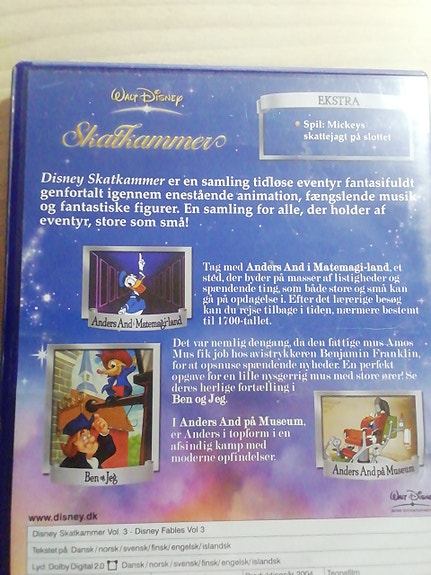 WALT DISNEY
Skatkammer
EKSTRA
Spil: Mickeys
skattejagt på slottet
Disney Skatkammer er en samling tidløse eventyr fantasifuldt
genfortalt igennem enestående animation, fængslende musik
og fantastiske figurer. En samling for alle, der holder af
eventyr, store som små!
Tag med Anders And i Matemagi-land, et
sted, der byder på masser af listigheder og
spændende ting, som både store og små kan
gå på opdagelse i. Efter det lærerige besøg
kan du rejse tilbage i tiden, nærmere bestemt
til 1700-tallet.
Anders And i Matemagi-land
Det var nemlig dengang, da den fattige mus Amos
Mus fik job hos avistrykkeren Benjamin Franklin,
for at opsnuse spændende nyheder. En perfekt
opgave for en lille nysgerrig mus med store ører! Se
deres herlige fortælling i
Ben og Jeg.
I Anders And på Museum,
er Anders i topform i en
afsindig kamp med
moderne opfindelser.
Ben og Jeg
Anders And på Museum
WALT DISNEY
www.disney.dk
Disney Skatkammer Vol. 3 - Disney Fables Vol 3
Tekstet på: Dansk/norsk/svensk/finsk/engelsk/islandsk
Lyd: Dolby Digital 2.0 Dansk/norsk/svensk/finsk/engelsk/islandsk
2004
Tegnefilm